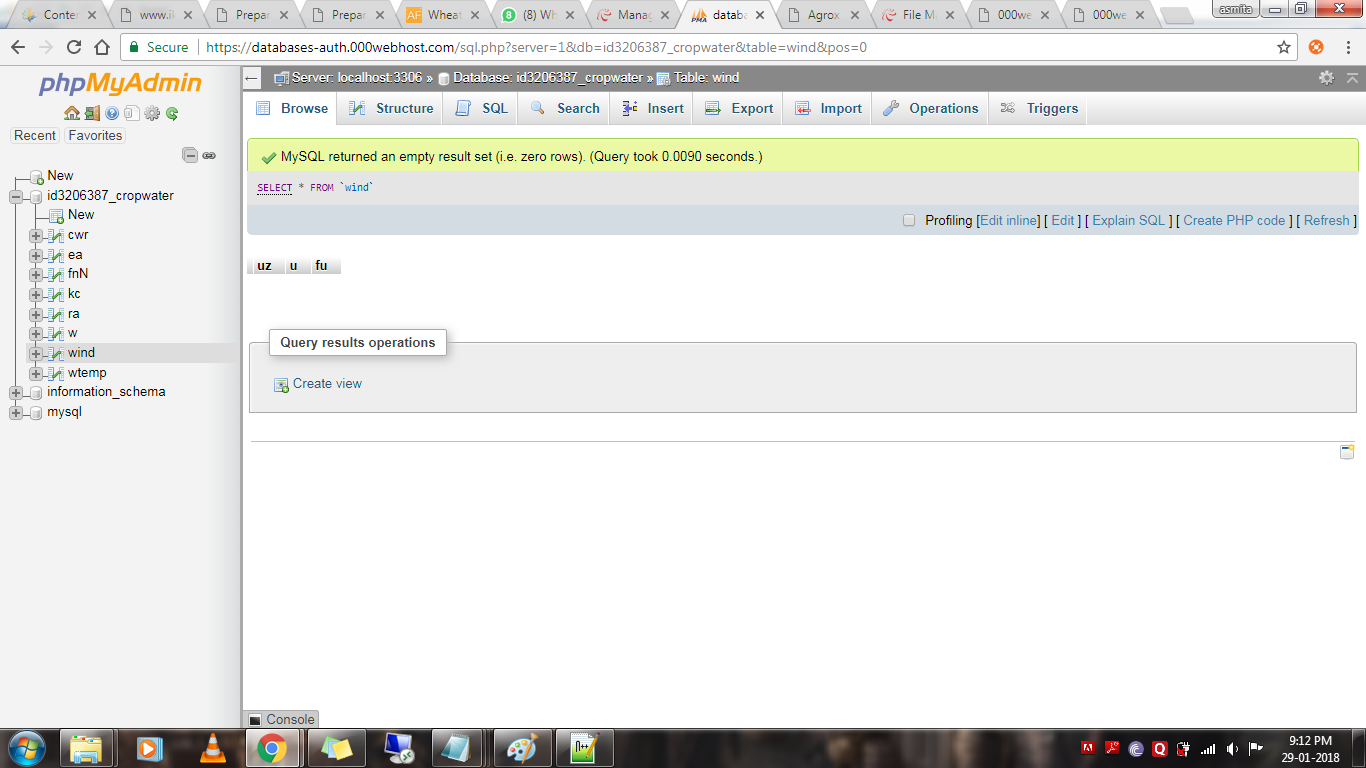 Conter
www.i
Prepar
Prepar
AF Wheat
8 (8) Wh
Manag
PMA databa
Agrox
File M
000we
000we
asmita
Secure https://databases-auth.000webhost.com/sql.php?server=1&db=id3206387_cropwater&table=wind&pos=0
phpMyAdmin
Recent Favorites
New
id3206387_cropwater
New
cwr
ea
fnN
kc
ra
w
wind
wtemp
information_schema
mysql
Server: localhost:3306 » Database: id3206387_cropwater » Table: wind
Browse Structure SQL Search Insert Export Import Operations Triggers
MySQL returned an empty result set (i.e. zero rows). (Query took 0.0090 seconds.)
SELECT * FROM `wind`
Profiling [Edit inline] [ Edit ] [ Explain SQL ] [ Create PHP code ] [ Refresh ]
uz u fu
Query results operations
Create view
Console
9:12 PM
29-01-2018